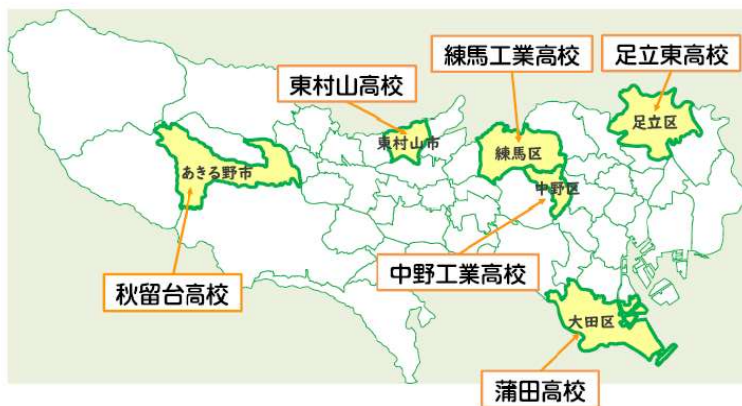 練馬工業高校
足立東高校
東村山高校
足立区
東村山市
練馬区
あきる野市
中野区
中野工業高校
秋留台高校
大田区
蒲田高校